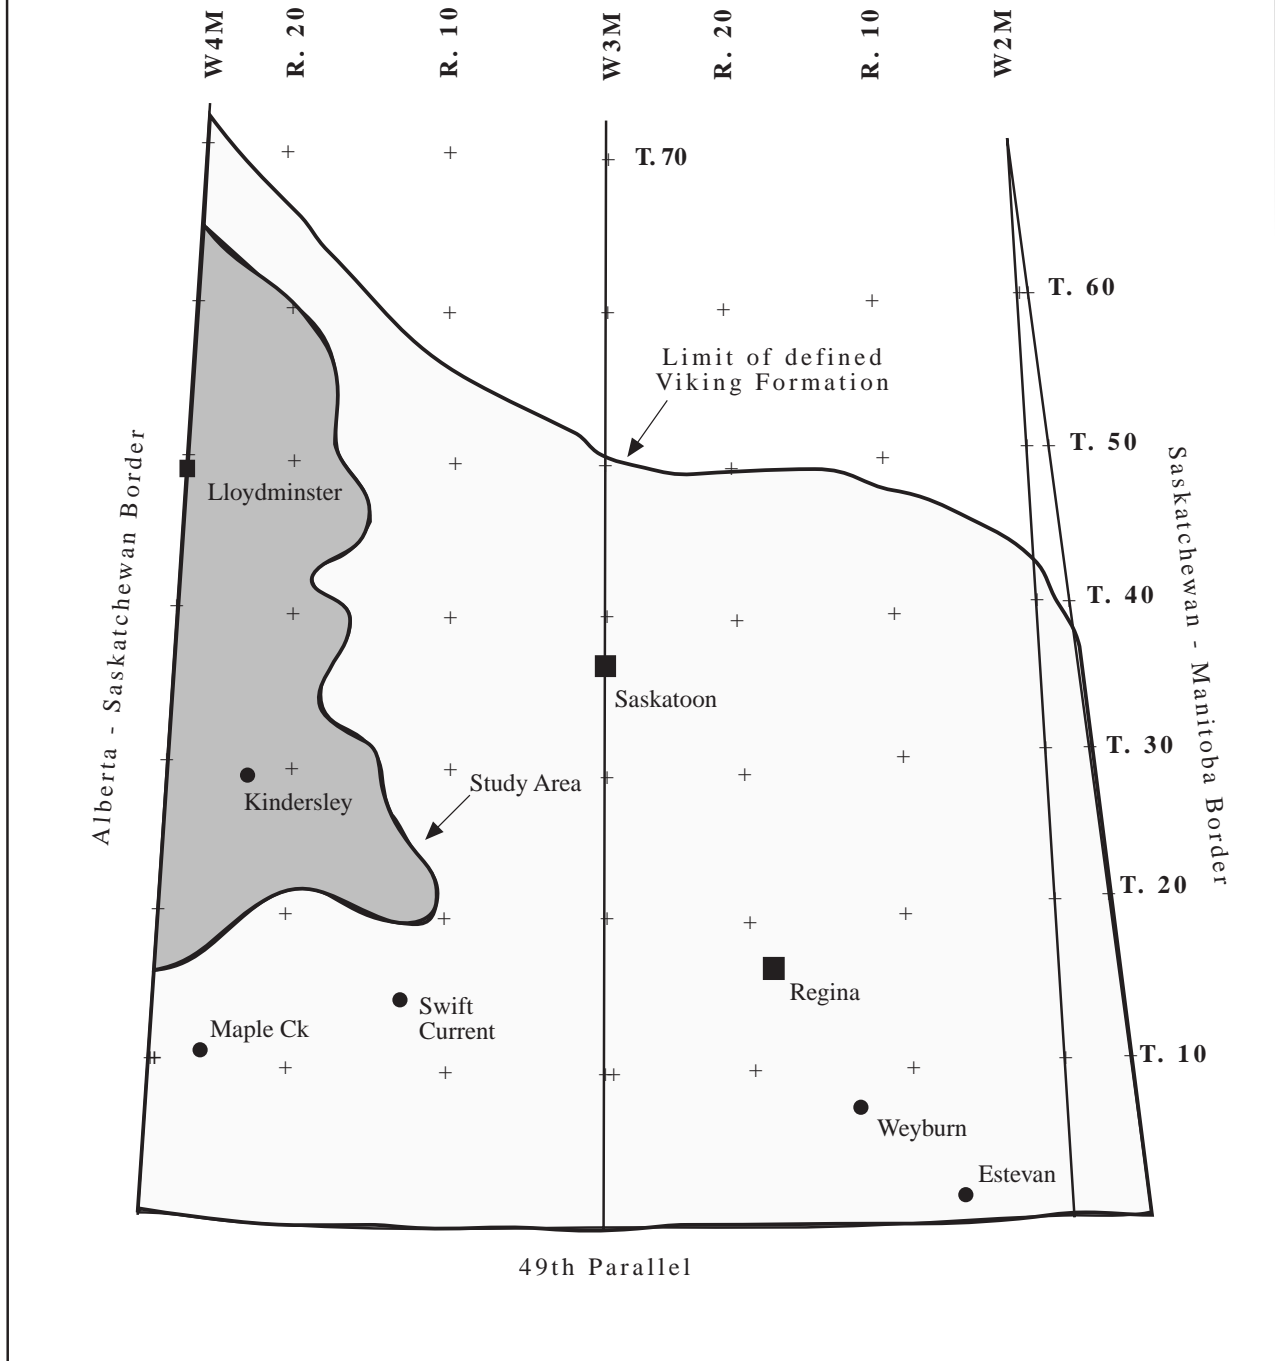 W4M
R. 20
R. 10
W3M
R. 20
R. 10
W2M
T. 70
T. 60
Limit of defined
Viking Formation
T. 50
Alberta - Saskatchewan Border
Saskatchewan - Manitoba Border
Lloydminster
T. 40
Saskatoon
T. 30
Study Area
Kindersley
T. 20
Regina
Swift
Current
Maple Ck
T. 10
Weyburn
Estevan
49th Parallel